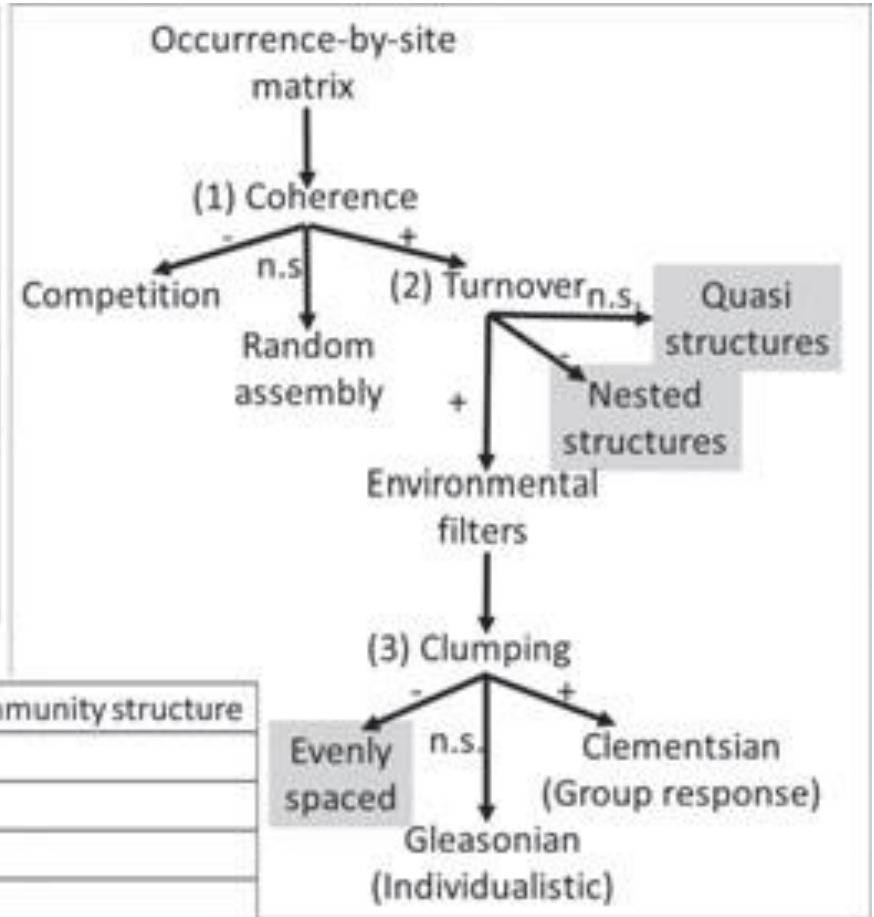 Occurrence-by-site
matrix
(1) Coherence
-
n.s
+
Competition
Random
assembly
(2) Turnover
n.s.
Quasi
structures
-
Nested
structures
+
Environmental
filters
(3) Clumping
-
n.s.
+
Evenly
spaced
Clementsian
(Group response)
Gleasonian
(Individualistic)
structure